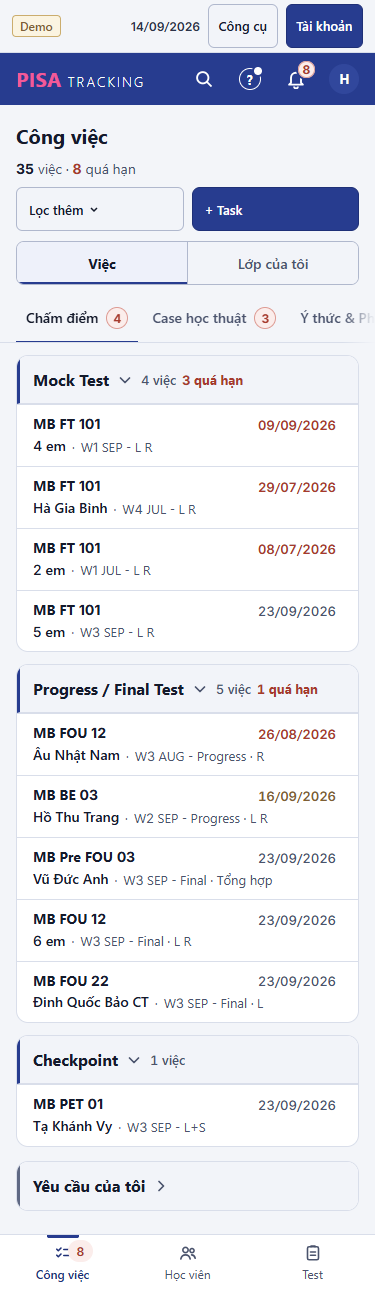 Demo 14/09/2026 Công cụ Tài khoản
PISA TRACKING ? 8 H
Công việc
35 việc · 8 quá hạn
Lọc thêm + Task
Việc Lớp của tôi
Chấm điểm 4 Case học thuật 3 Ý thức & Ph
Mock Test 4 việc 3 quá hạn
MB FT 101 09/09/2026
4 em · W1 SEP - L R
MB FT 101 29/07/2026
Hà Gia Bình · W4 JUL - L R
MB FT 101 08/07/2026
2 em · W1 JUL - L R
MB FT 101 23/09/2026
5 em · W3 SEP - L R
Progress / Final Test 5 việc 1 quá hạn
MB FOU 12 26/08/2026
Âu Nhật Nam · W3 AUG - Progress · R
MB BE 03 16/09/2026
Hồ Thu Trang · W2 SEP - Progress · L R
MB Pre FOU 03 23/09/2026
Vũ Đức Anh · W3 SEP - Final · Tổng hợp
MB FOU 12 23/09/2026
6 em · W3 SEP - Final · L R
MB FOU 22 23/09/2026
Đinh Quốc Bảo CT · W3 SEP - Final · L
Checkpoint 1 việc
MB PET 01 23/09/2026
Tạ Khánh Vy · W3 SEP - L+S
Yêu cầu của tôi
8
Công việc Học viên Test